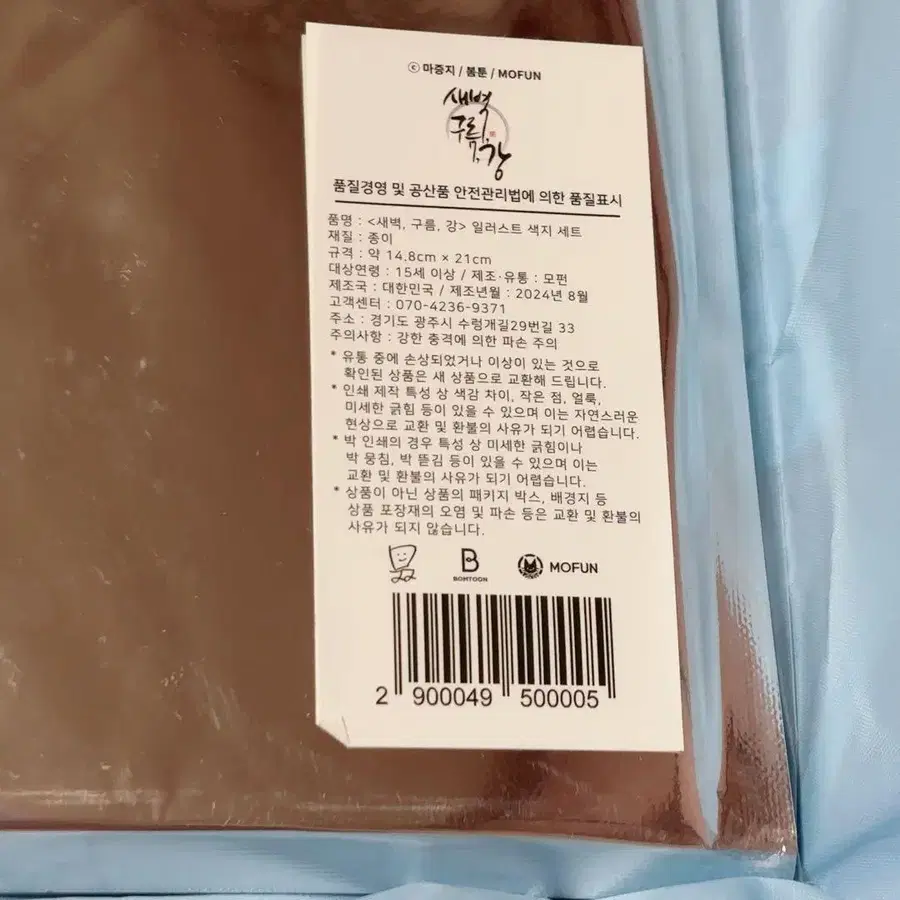 ⓒ 마증지 / 봄툰 / MOFUN
새벽
구름,
강
품질경영 및 공산품 안전관리법에 의한 품질표시
품명 : <새벽, 구름, 강> 일러스트 색지 세트
재질 : 종이
규격 : 약 14.8cm × 21cm
대상연령 : 15세 이상 / 제조·유통 : 모펀
제조국 : 대한민국 / 제조년월 : 2024년 8월
고객센터 : 070-4236-9371
주소 : 경기도 광주시 수렁개길29번길 33
주의사항 : 강한 충격에 의한 파손 주의
* 유통 중에 손상되었거나 이상이 있는 것으로
확인된 상품은 새 상품으로 교환해 드립니다.
* 인쇄 제작 특성 상 색감 차이, 작은 점, 얼룩,
미세한 긁힘 등이 있을 수 있으며 이는 자연스러운
현상으로 교환 및 환불의 사유가 되기 어렵습니다.
* 박 인쇄의 경우 특성 상 미세한 긁힘이나
박 뭉침, 박 뜯김 등이 있을 수 있으며 이는
교환 및 환불의 사유가 되기 어렵습니다.
* 상품이 아닌 상품의 패키지 박스, 배경지 등
상품 포장재의 오염 및 파손 등은 교환 및 환불의
사유가 되지 않습니다.
B
BOMTOON
MOFUN
2 900049 500005